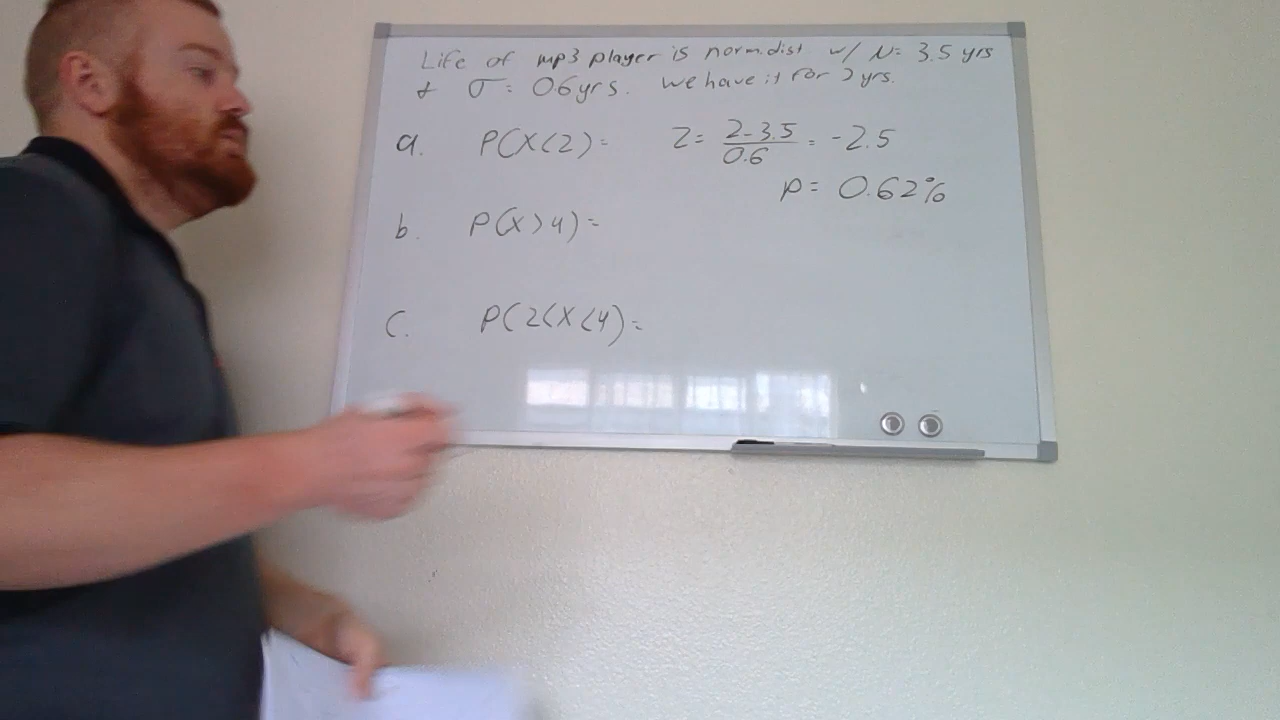 Life of mp3 player is norm. dist w/ μ= 3.5 yrs
& σ= 0.6 yrs. we have it for 2 yrs.
a. P(X<2)= Z= 2-3.5/0.6 = -2.5
p= 0.62%
b. P(X>4)=
c. P(2<X<4)=